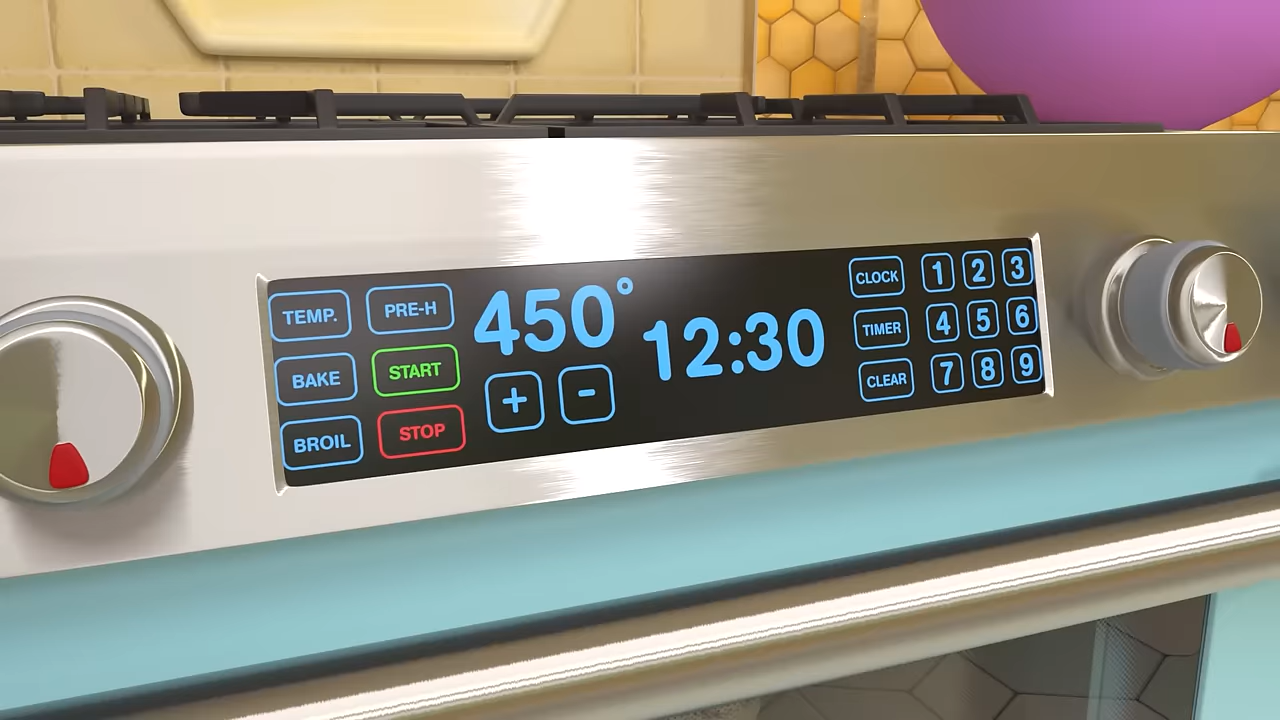 TEMP. PRE-H
BAKE START
BROIL STOP
450°
+ -
12:30
CLOCK 1 2 3
TIMER 4 5 6
CLEAR 7 8 9